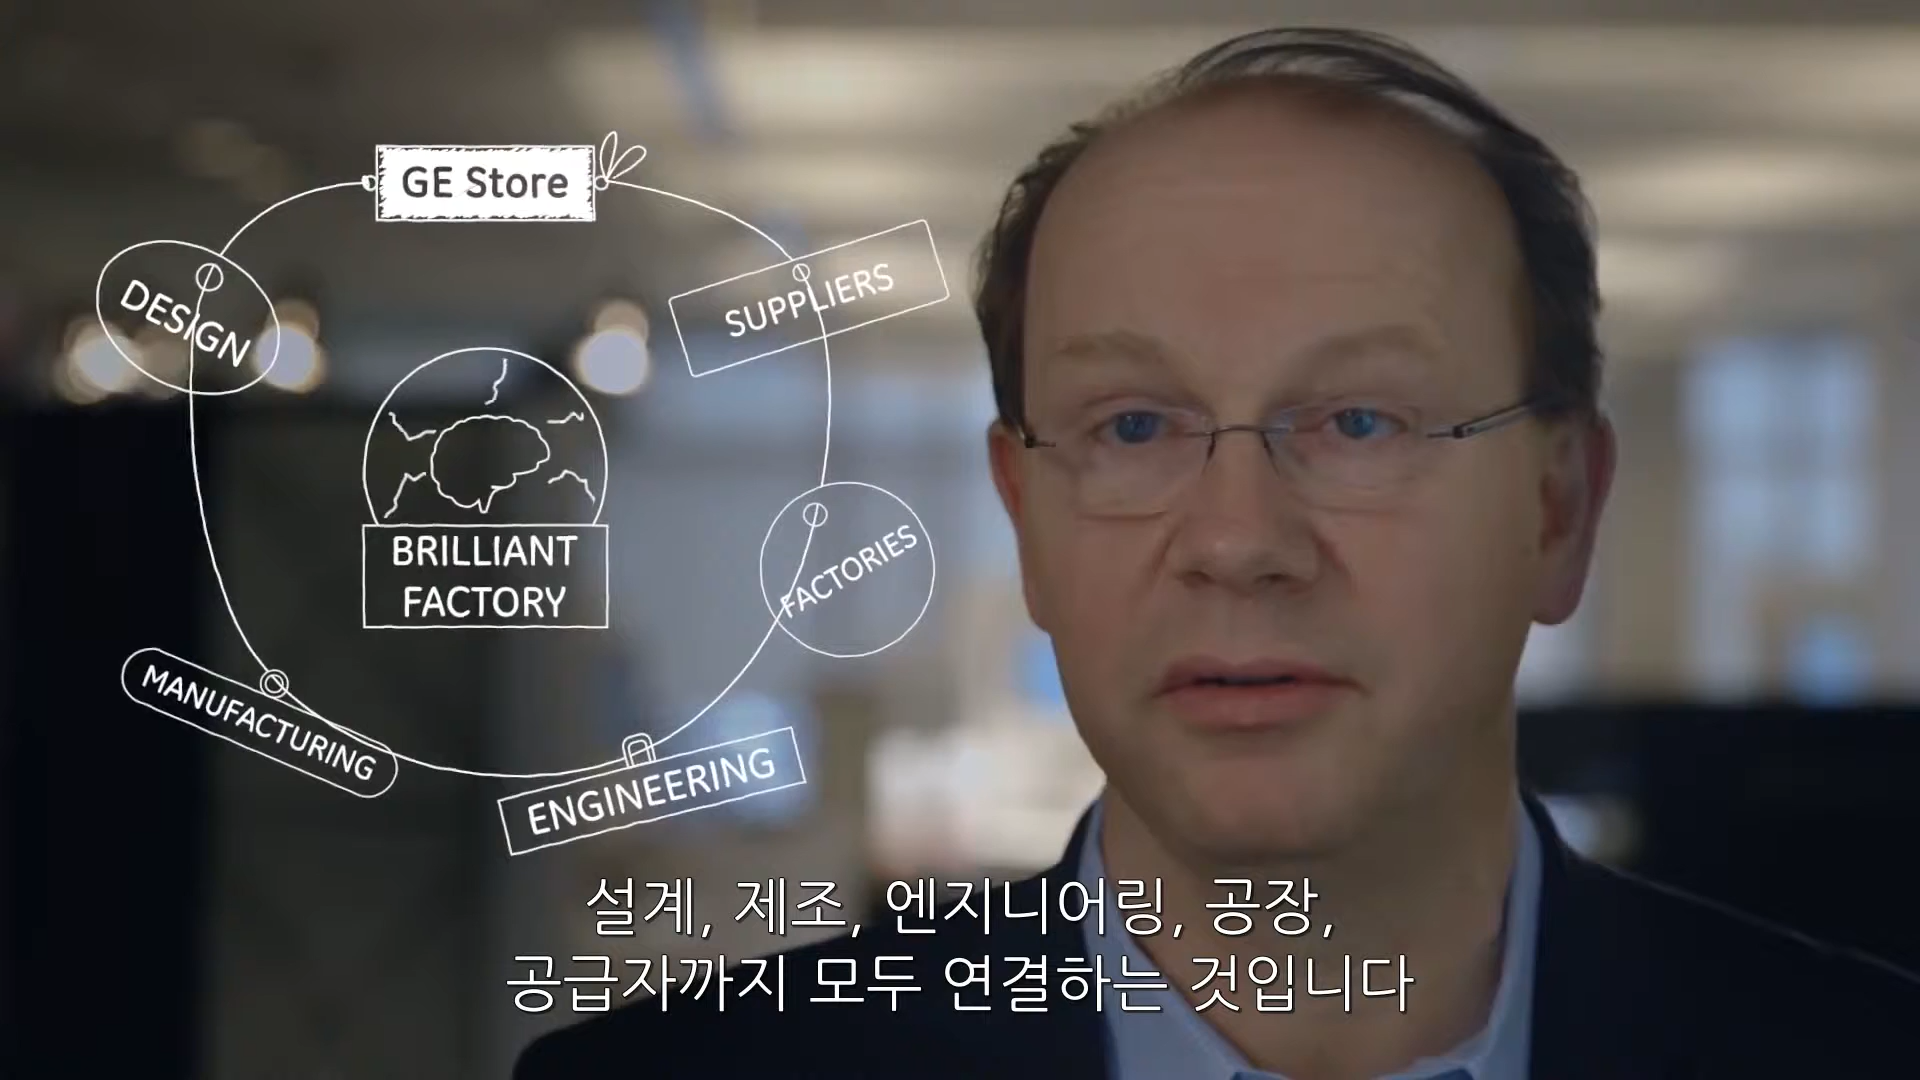 GE Store
DESIGN
SUPPLIERS
BRILLIANT
FACTORY
FACTORIES
MANUFACTURING
ENGINEERING
설계, 제조, 엔지니어링, 공장,
공급자까지 모두 연결하는 것입니다